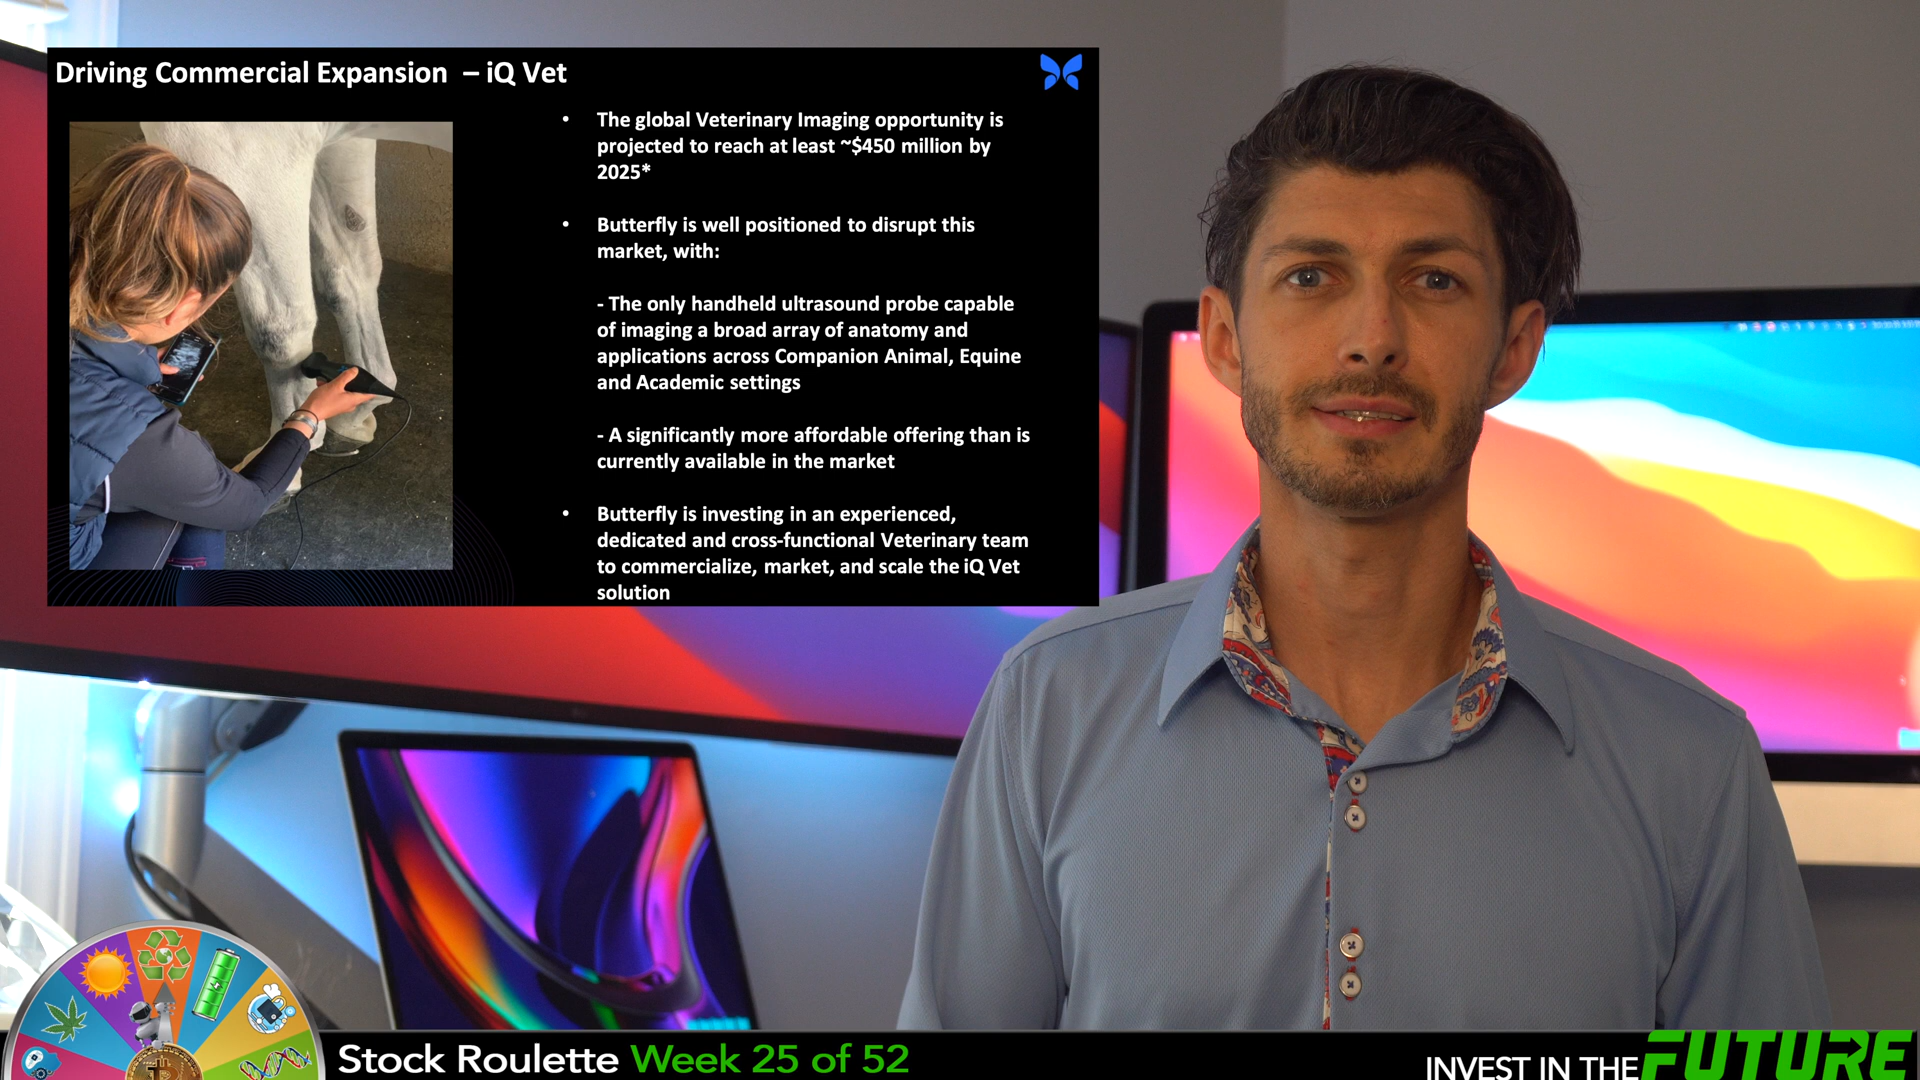 Driving Commercial Expansion – iQ Vet
• The global Veterinary Imaging opportunity is
projected to reach at least ~$450 million by
2025*
• Butterfly is well positioned to disrupt this
market, with:
- The only handheld ultrasound probe capable
of imaging a broad array of anatomy and
applications across Companion Animal, Equine
and Academic settings
- A significantly more affordable offering than is
currently available in the market
• Butterfly is investing in an experienced,
dedicated and cross-functional Veterinary team
to commercialize, market, and scale the iQ Vet
solution
Stock Roulette Week 25 of 52
INVEST IN THE FUTURE